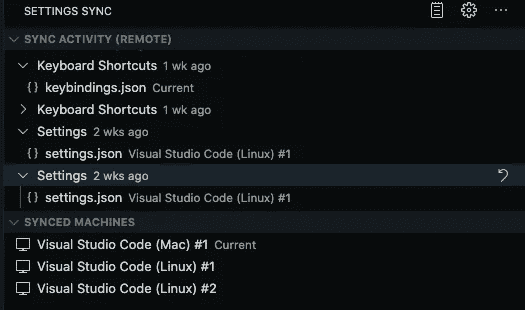 SETTINGS SYNC
SYNC ACTIVITY (REMOTE)
Keyboard Shortcuts 1 wk ago
{} keybindings.json Current
Keyboard Shortcuts 1 wk ago
Settings 2 wks ago
{} settings.json Visual Studio Code (Linux) #1
Settings 2 wks ago
{} settings.json Visual Studio Code (Linux) #1
SYNCED MACHINES
Visual Studio Code (Mac) #1 Current
Visual Studio Code (Linux) #1
Visual Studio Code (Linux) #2